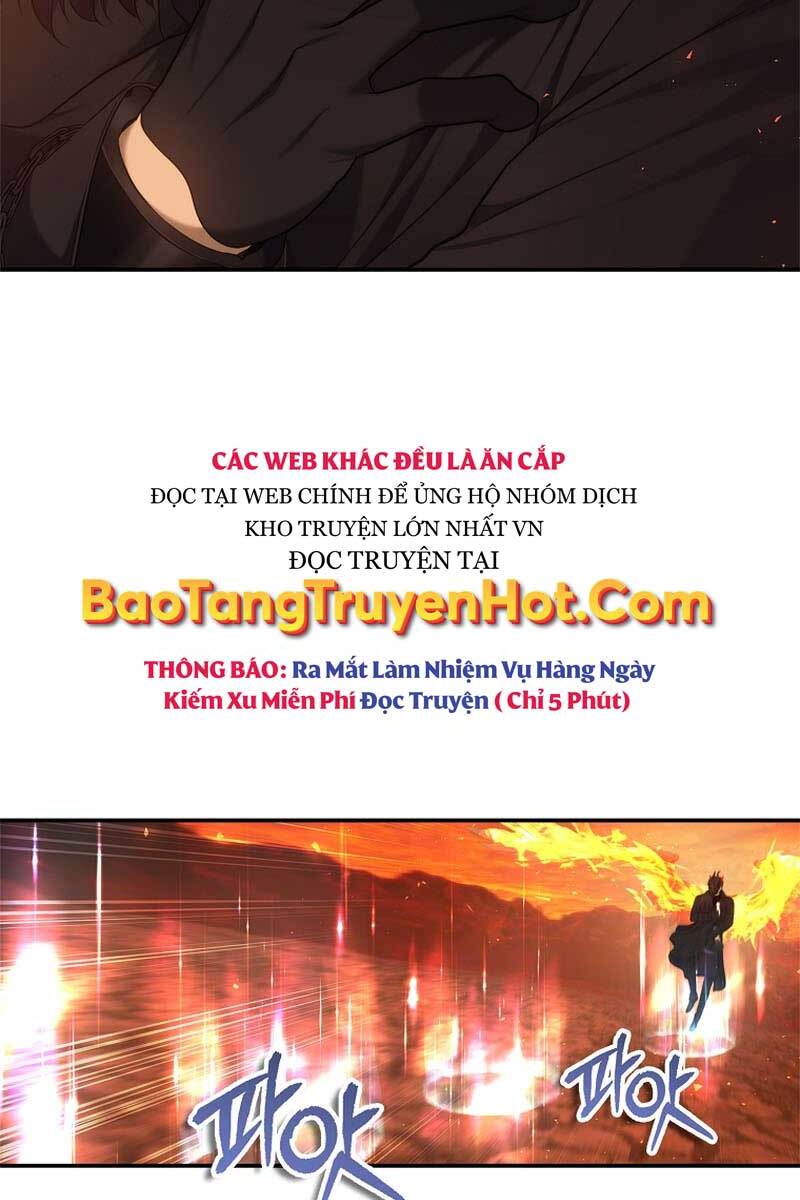 CÁC WEB KHÁC ĐỀU LÀ ĂN CẮP
ĐỌC TẠI WEB CHÍNH ĐỂ ỦNG HỘ NHÓM DỊCH
KHO TRUYỆN LỚN NHẤT VN
ĐỌC TRUYỆN TẠI
BaoTangTruyenHot.Com
THÔNG BÁO: Ra Mắt Làm Nhiệm Vụ Hàng Ngày
Kiếm Xu Miễn Phí Đọc Truyện ( Chỉ 5 Phút)
파앗
파앗